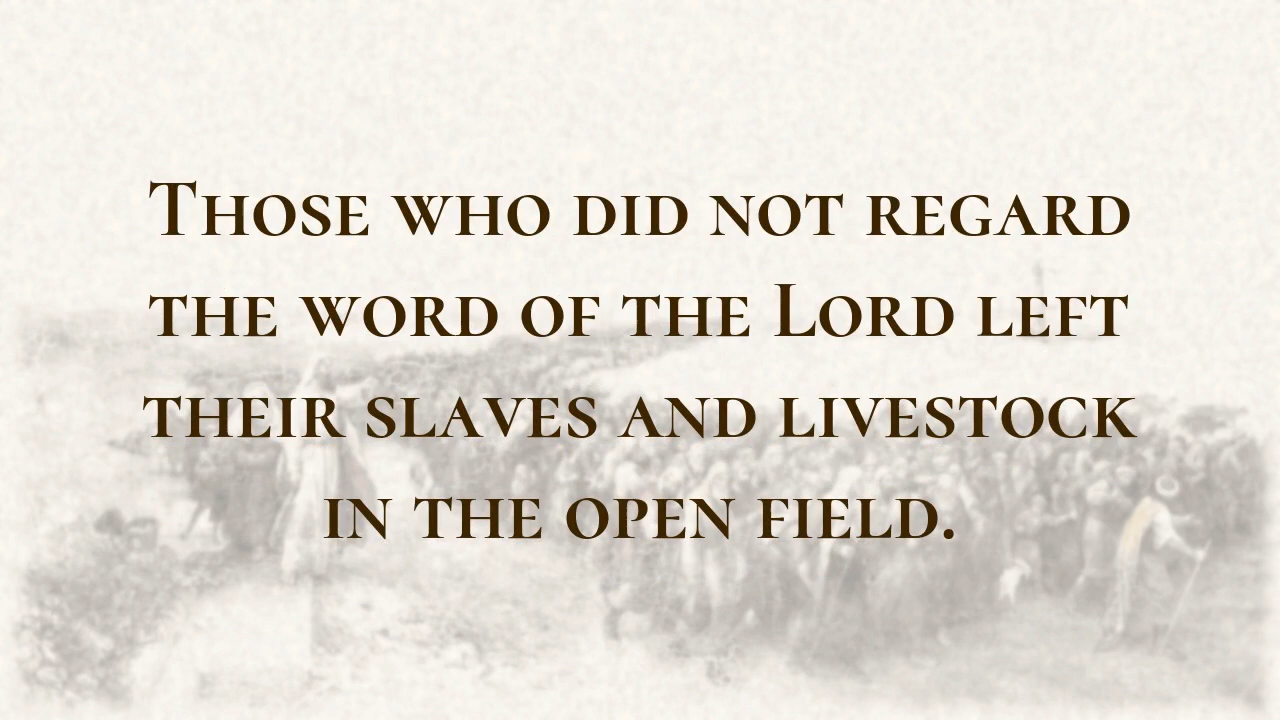 Those who did not regard
the word of the Lord left
their slaves and livestock
in the open field.